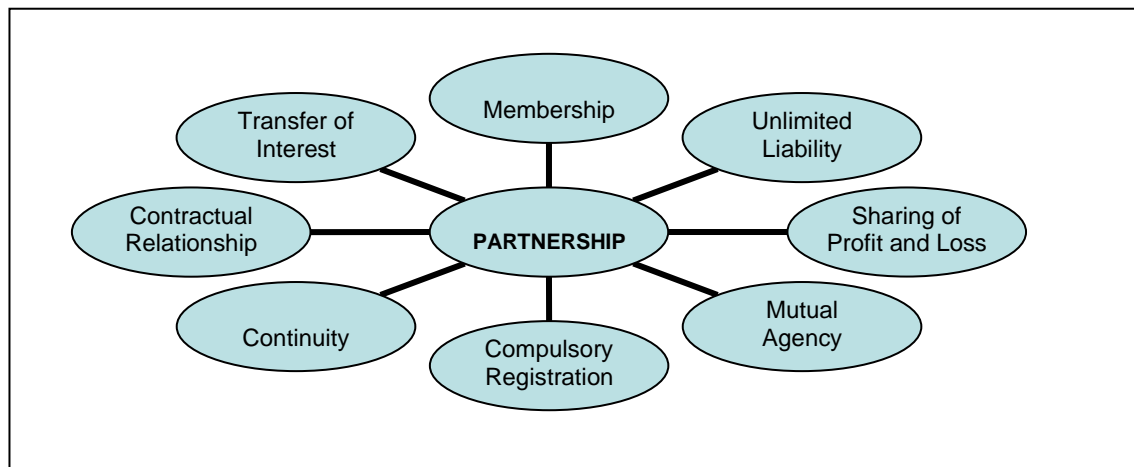 Membership
Transfer of
Interest
Unlimited
Liability
Contractual
Relationship
PARTNERSHIP
Sharing of
Profit and Loss
Continuity
Compulsory
Registration
Mutual
Agency